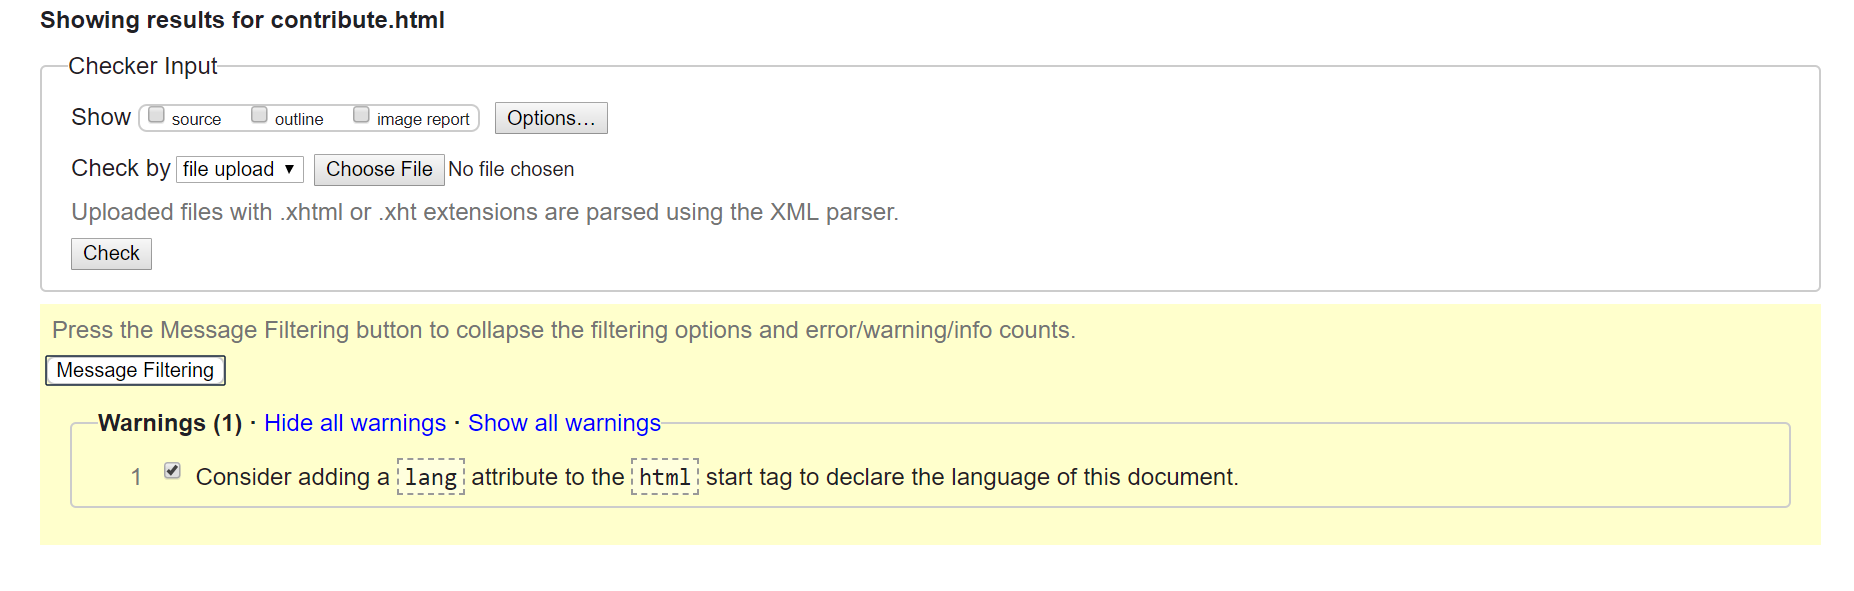 Showing results for contribute.html
Checker Input
Show source outline image report Options…
Check by file upload Choose File No file chosen
Uploaded files with .xhtml or .xht extensions are parsed using the XML parser.
Check
Press the Message Filtering button to collapse the filtering options and error/warning/info counts.
Message Filtering
Warnings (1) · Hide all warnings · Show all warnings
1 Consider adding a lang attribute to the html start tag to declare the language of this document.